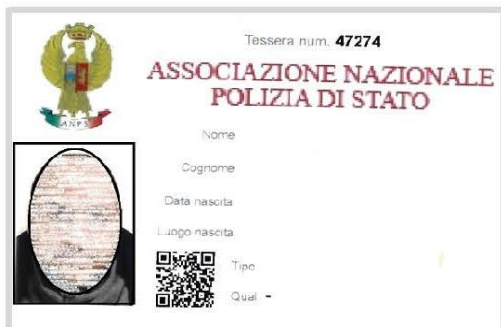 Tessera num. 47274
ASSOCIAZIONE NAZIONALE
POLIZIA DI STATO
ANPS
Nome
Cognome
Data nascita
Luogo nascita
Tipo
Qual -